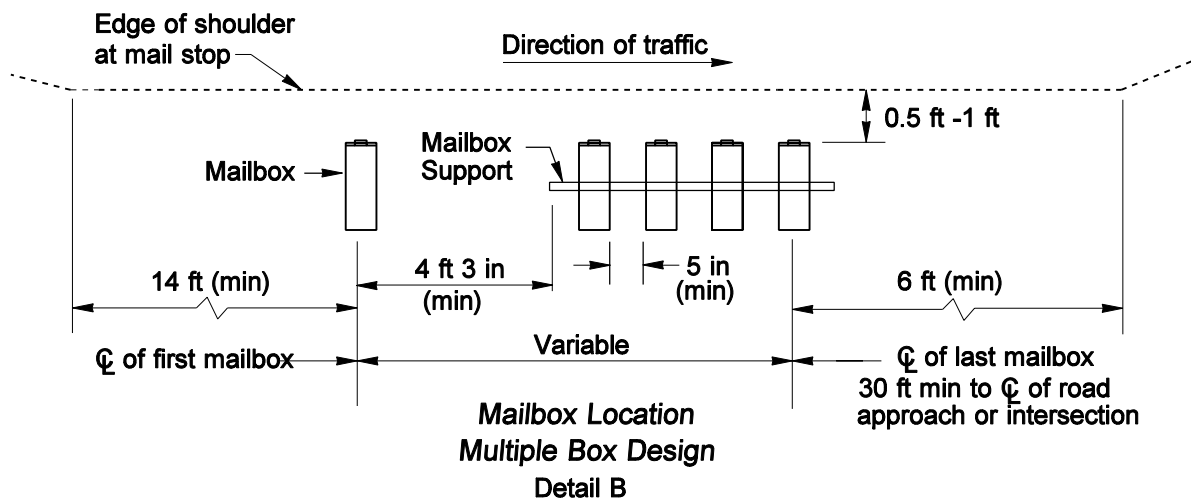 Edge of shoulder
at mail stop
Direction of traffic
0.5 ft -1 ft
Mailbox
Support
Mailbox
4 ft 3 in
(min)
5 in
(min)
14 ft (min)
6 ft (min)
℄ of first mailbox
Variable
℄ of last mailbox
30 ft min to ℄ of road
approach or intersection
Mailbox Location
Multiple Box Design
Detail B